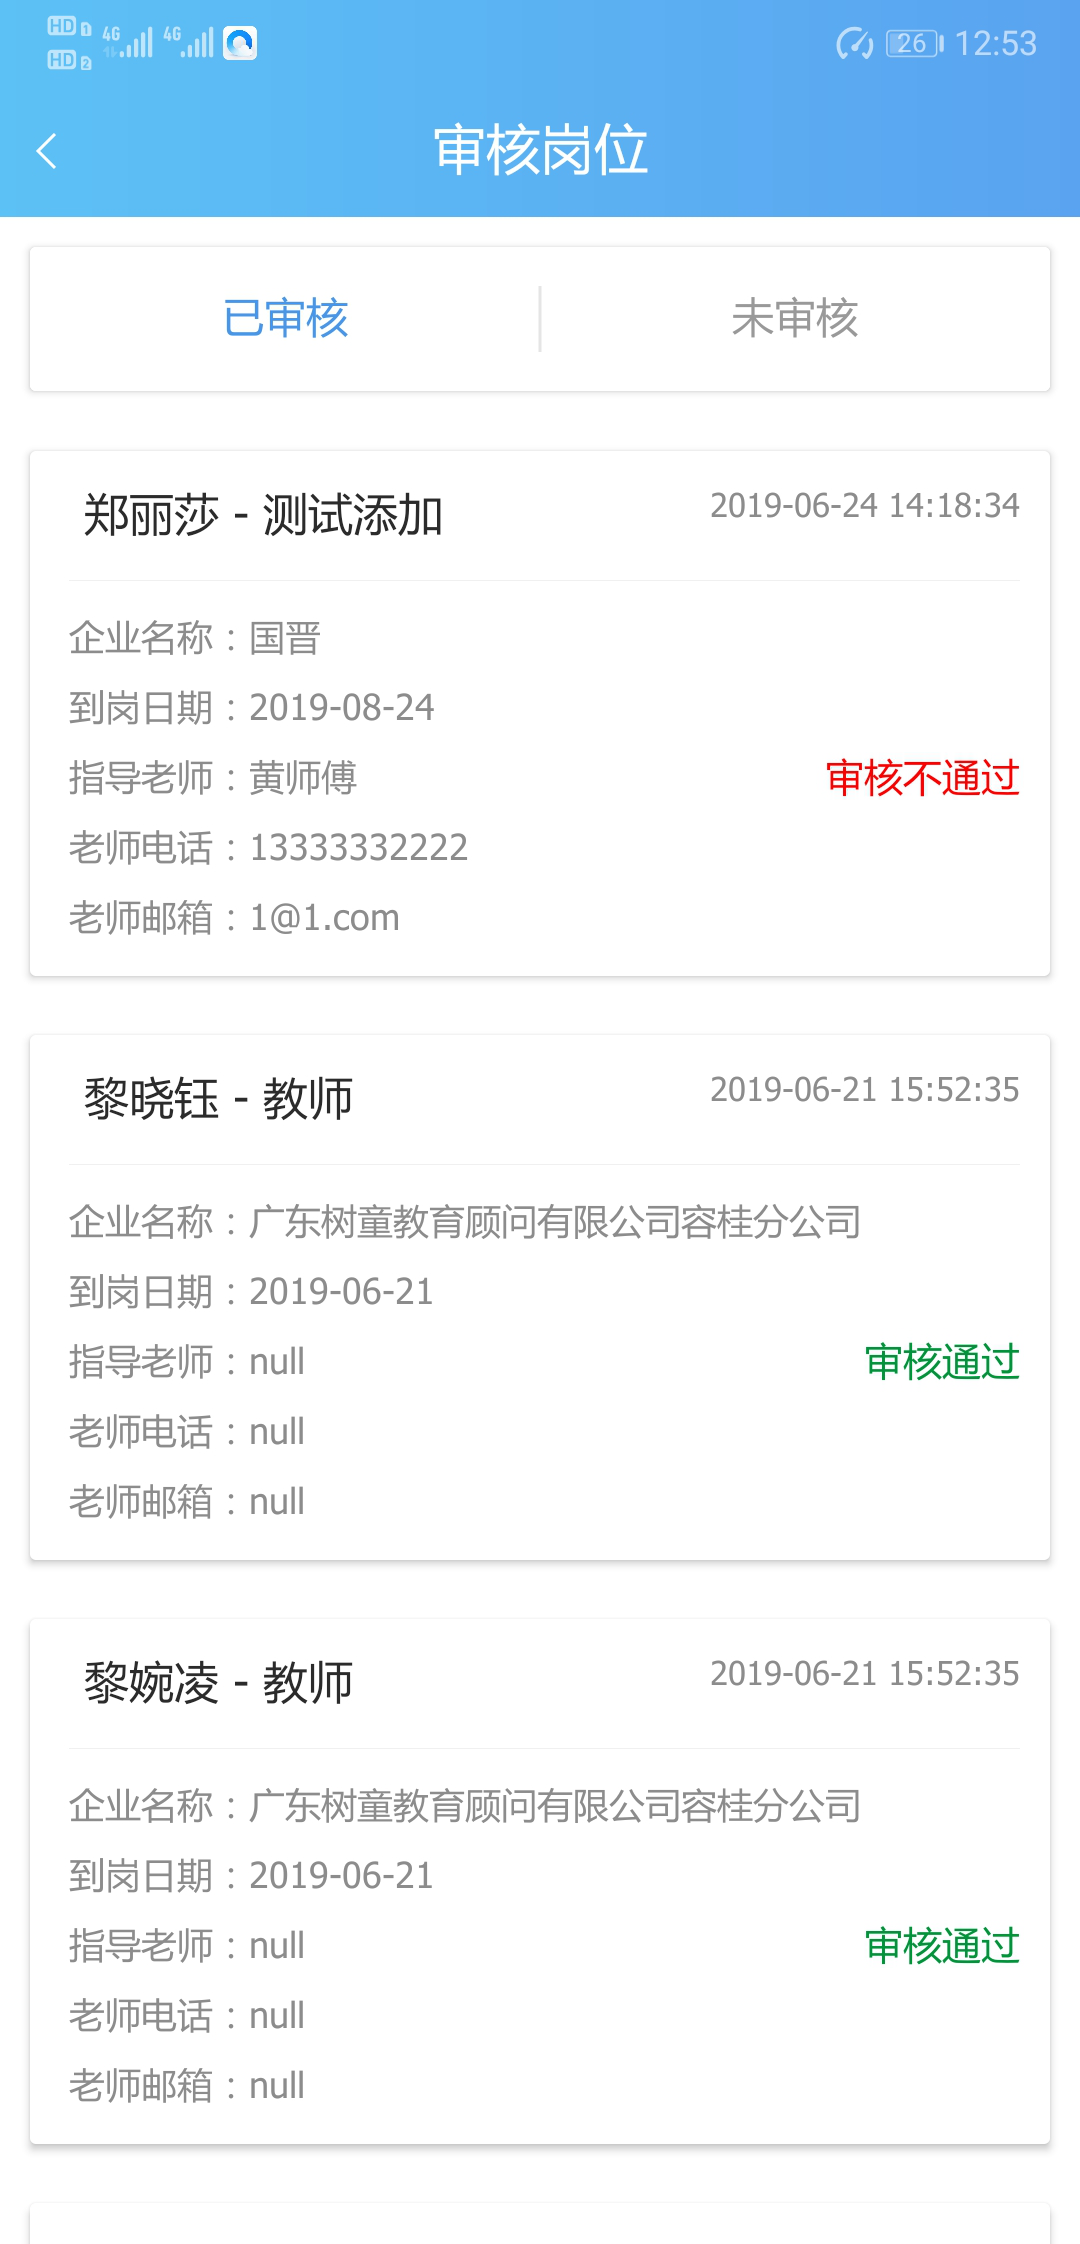 HD 1 4G 4G 26 12:53
HD 2
审核岗位
已审核 未审核
郑丽莎 - 测试添加 2019-06-24 14:18:34
企业名称：国晋
到岗日期：2019-08-24
指导老师：黄师傅 审核不通过
老师电话：13333332222
老师邮箱：1@1.com
黎晓钰 - 教师 2019-06-21 15:52:35
企业名称：广东树童教育顾问有限公司容桂分公司
到岗日期：2019-06-21
指导老师：null 审核通过
老师电话：null
老师邮箱：null
黎婉凌 - 教师 2019-06-21 15:52:35
企业名称：广东树童教育顾问有限公司容桂分公司
到岗日期：2019-06-21
指导老师：null 审核通过
老师电话：null
老师邮箱：null